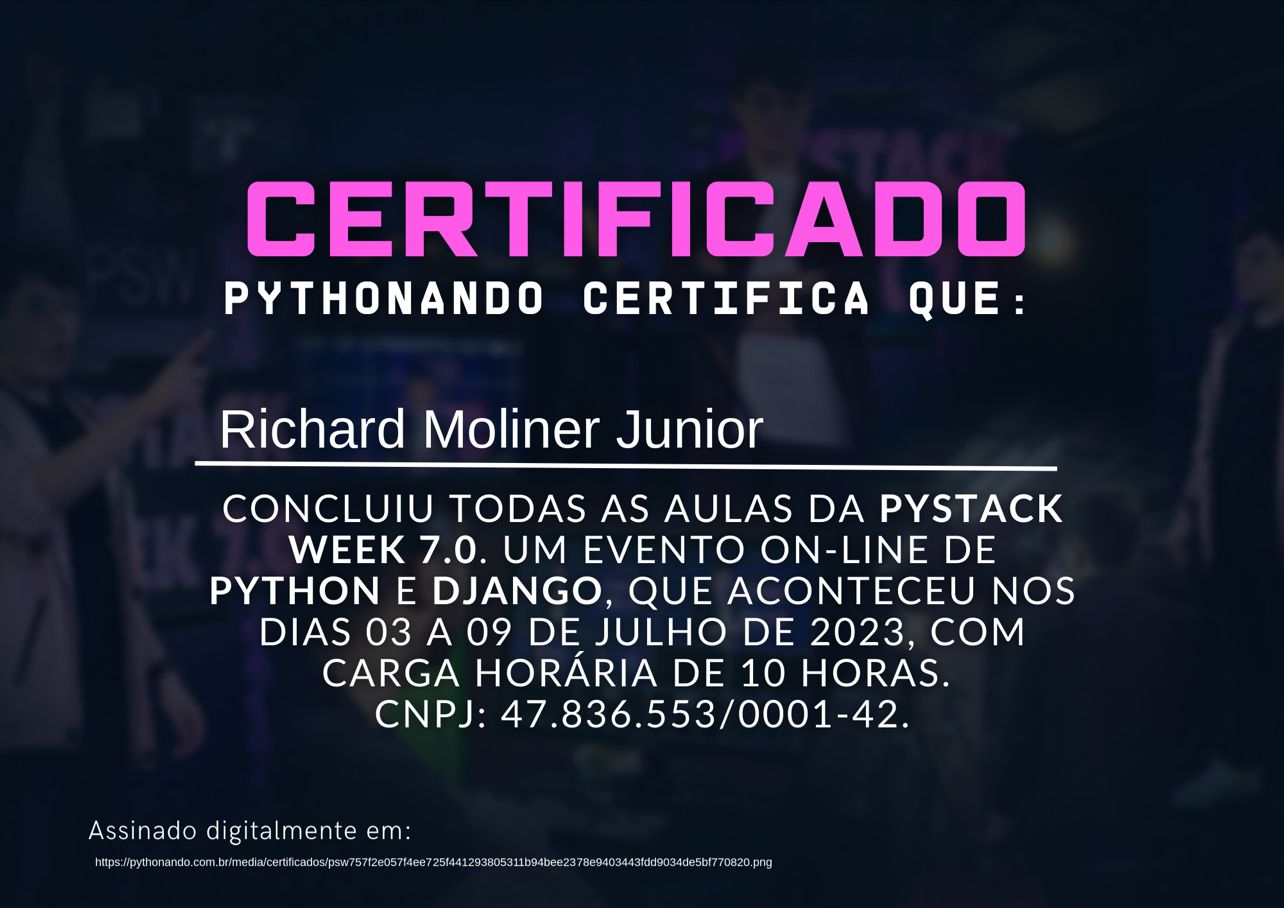 CERTIFICADO
PYTHONANDO CERTIFICA QUE:
Richard Moliner Junior
CONCLUIU TODAS AS AULAS DA PYSTACK
WEEK 7.0. UM EVENTO ON-LINE DE
PYTHON E DJANGO, QUE ACONTECEU NOS
DIAS 03 A 09 DE JULHO DE 2023, COM
CARGA HORÁRIA DE 10 HORAS.
CNPJ: 47.836.553/0001-42.
Assinado digitalmente em:
https://pythonando.com.br/media/certificados/psw757f2e057f4ee725f441293805311b94bee2378e9403443fdd9034de5bf770820.png
PSW